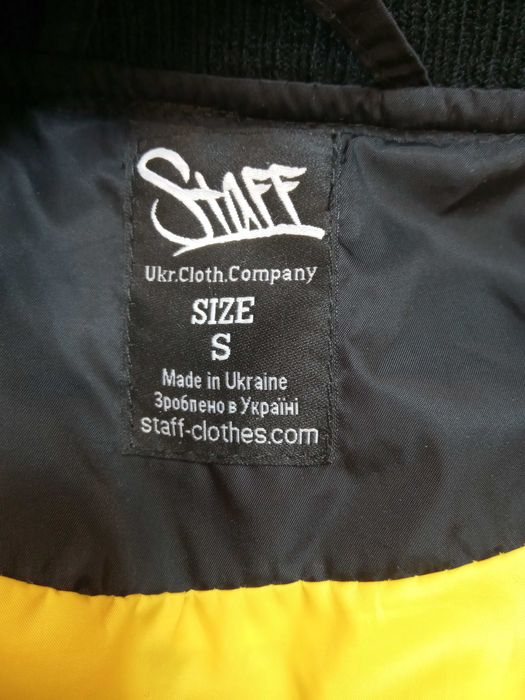 Staff
Ukr.Cloth.Company
SIZE
S
Made in Ukraine
Зроблено в Україні
staff-clothes.com